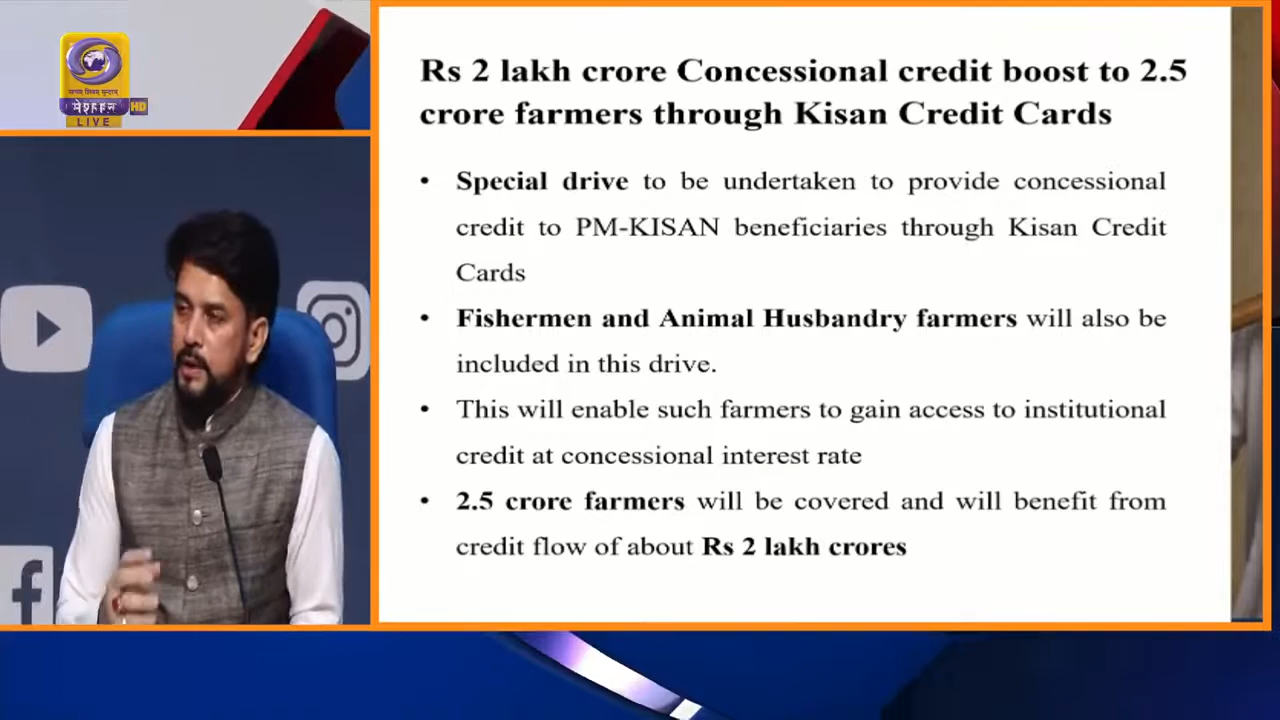 HD
LIVE
Rs 2 lakh crore Concessional credit boost to 2.5
crore farmers through Kisan Credit Cards
• Special drive to be undertaken to provide concessional
credit to PM-KISAN beneficiaries through Kisan Credit
Cards
• Fishermen and Animal Husbandry farmers will also be
included in this drive.
• This will enable such farmers to gain access to institutional
credit at concessional interest rate
• 2.5 crore farmers will be covered and will benefit from
credit flow of about Rs 2 lakh crores